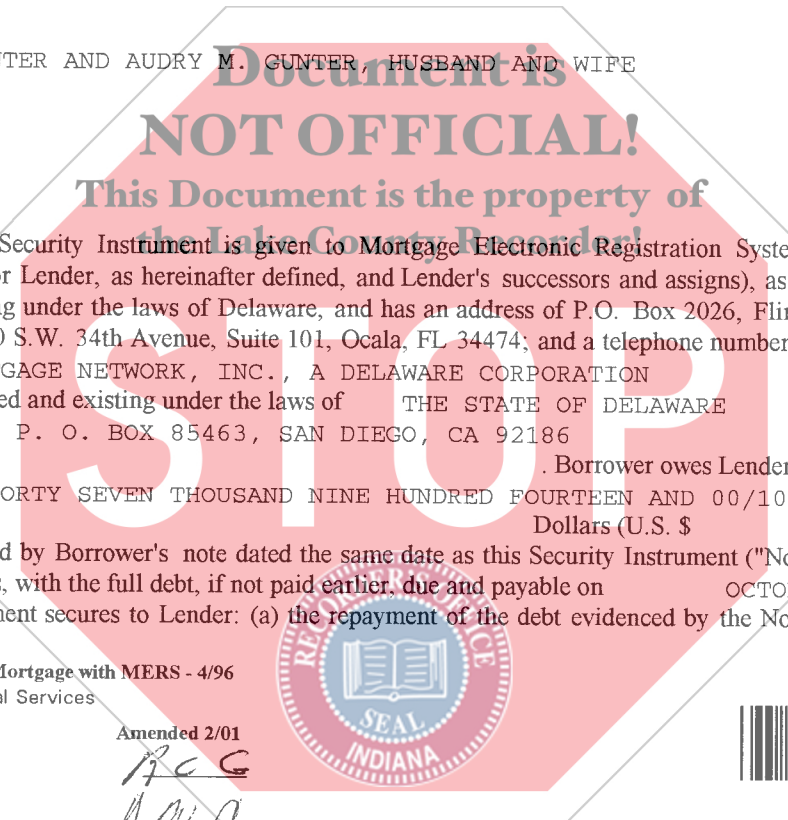 NTER AND AUDRY M. GUNTER, HUSBAND AND WIFE
Document is
NOT OFFICIAL!
This Document is the property of
the Lake County Recorder!
Security Instrument is given to Mortgage Electronic Registration Syste
or Lender, as hereinafter defined, and Lender's successors and assigns), as
ng under the laws of Delaware, and has an address of P.O. Box 2026, Flin
0 S.W. 34th Avenue, Suite 101, Ocala, FL 34474; and a telephone number
GAGE NETWORK, INC., A DELAWARE CORPORATION
ed and existing under the laws of THE STATE OF DELAWARE
P. O. BOX 85463, SAN DIEGO, CA 92186
STOP
. Borrower owes Lender
ORTY SEVEN THOUSAND NINE HUNDRED FOURTEEN AND 00/10
Dollars (U.S. $
d by Borrower's note dated the same date as this Security Instrument ("No
s, with the full debt, if not paid earlier, due and payable on OCTO
ment secures to Lender: (a) the repayment of the debt evidenced by the No
RECORDER'S OFFICE
SEAL
INDIANA
Mortgage with MERS - 4/96
al Services
Amended 2/01
RCG